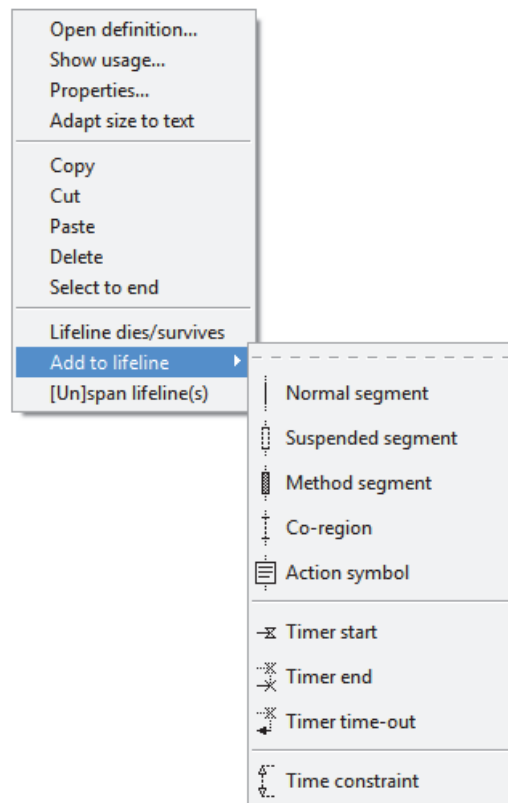 Open definition...
Show usage...
Properties...
Adapt size to text
Copy
Cut
Paste
Delete
Select to end
Lifeline dies/survives
Add to lifeline
[Un]span lifeline(s)
Normal segment
Suspended segment
Method segment
Co-region
Action symbol
Timer start
Timer end
Timer time-out
Time constraint